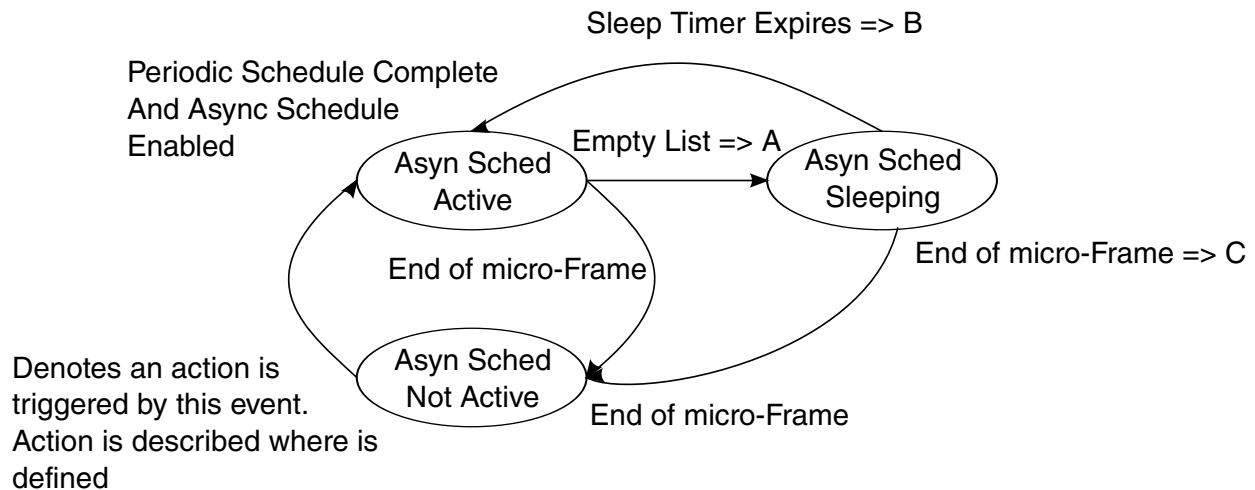 Sleep Timer Expires => B
Periodic Schedule Complete
And Async Schedule
Enabled
Empty List => A
Asyn Sched
Active
Asyn Sched
Sleeping
End of micro-Frame => C
End of micro-Frame
Asyn Sched
Not Active
Denotes an action is
triggered by this event.
Action is described where is
defined
End of micro-Frame